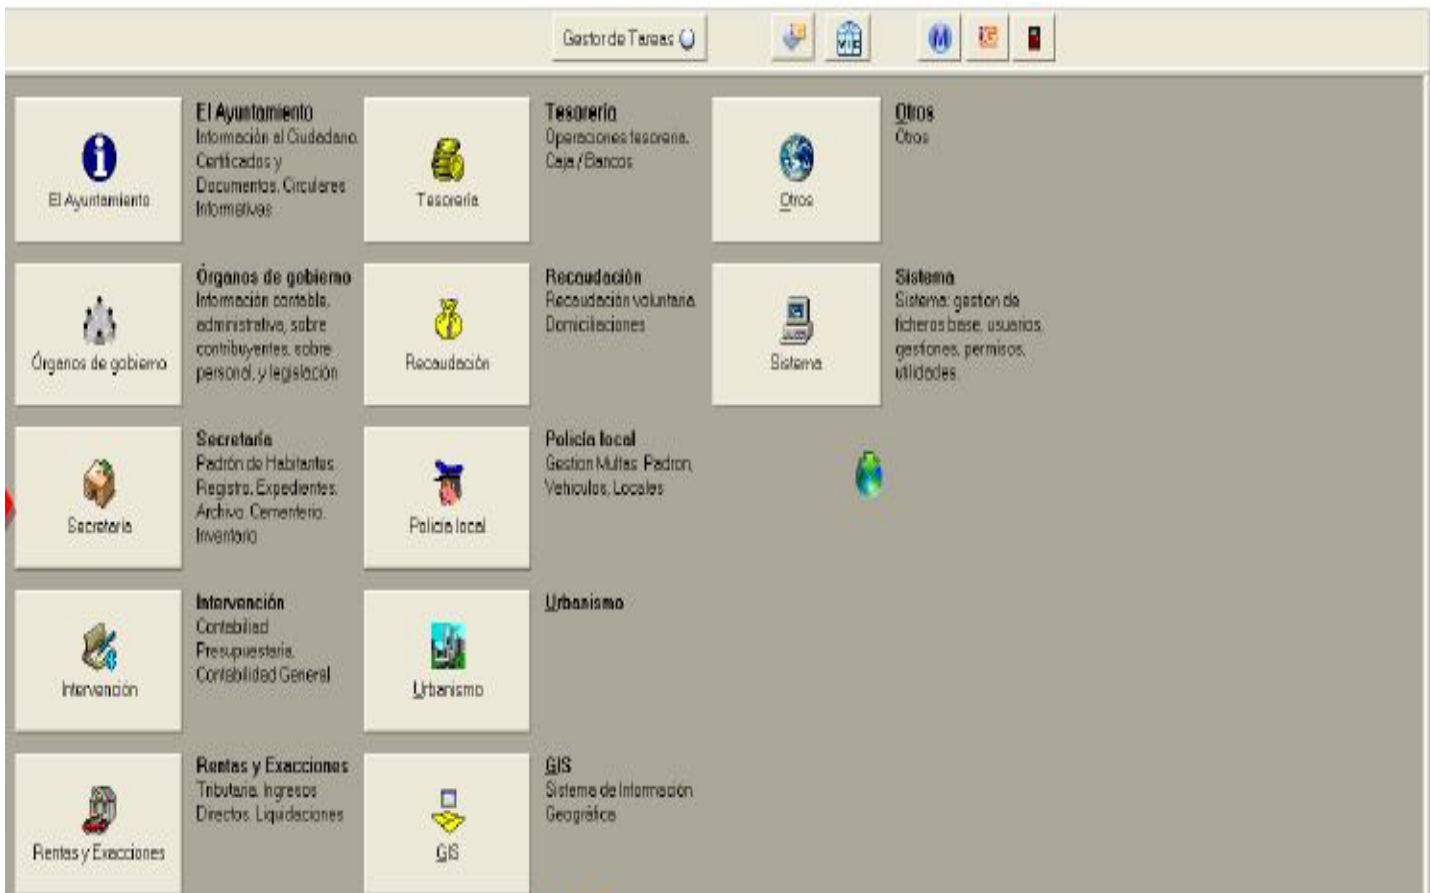 Gestor de Tareas
VIE
M
El Ayuntamiento
El Ayuntamiento
Información al Ciudadano.
Certificados y
Documentos. Circulares
Informativas
Tesorería
Tesorería
Operaciones tesoreria.
Caja / Bancos
Otros
Otros
Otros
Órganos de gobierno
Órganos de gobierno
Información contable,
administrativa, sobre
contribuyentes, sobre
personal, y legislación
Recaudación
Recaudación
Recaudación voluntaria.
Domiciliaciones
Sistema
Sistema
Sistema: gestion de
ficheros base, usuarios,
gestiones, permisos,
utilidades.
Secretaría
Secretaría
Padrón de Habitantes.
Registro. Expedientes.
Archivo. Cementerio.
Inventario
Policía local
Policía local
Gestion Multas. Padron,
Vehiculos, Locales
Intervención
Intervención
Contabiliad
Presupuestaria.
Contabilidad General
Urbanismo
Urbanismo
Rentas y Exacciones
Rentas y Exacciones
Tributaria. Ingresos
Directos. Liquidaciones
GIS
GIS
Sistema de Información
Geográfica